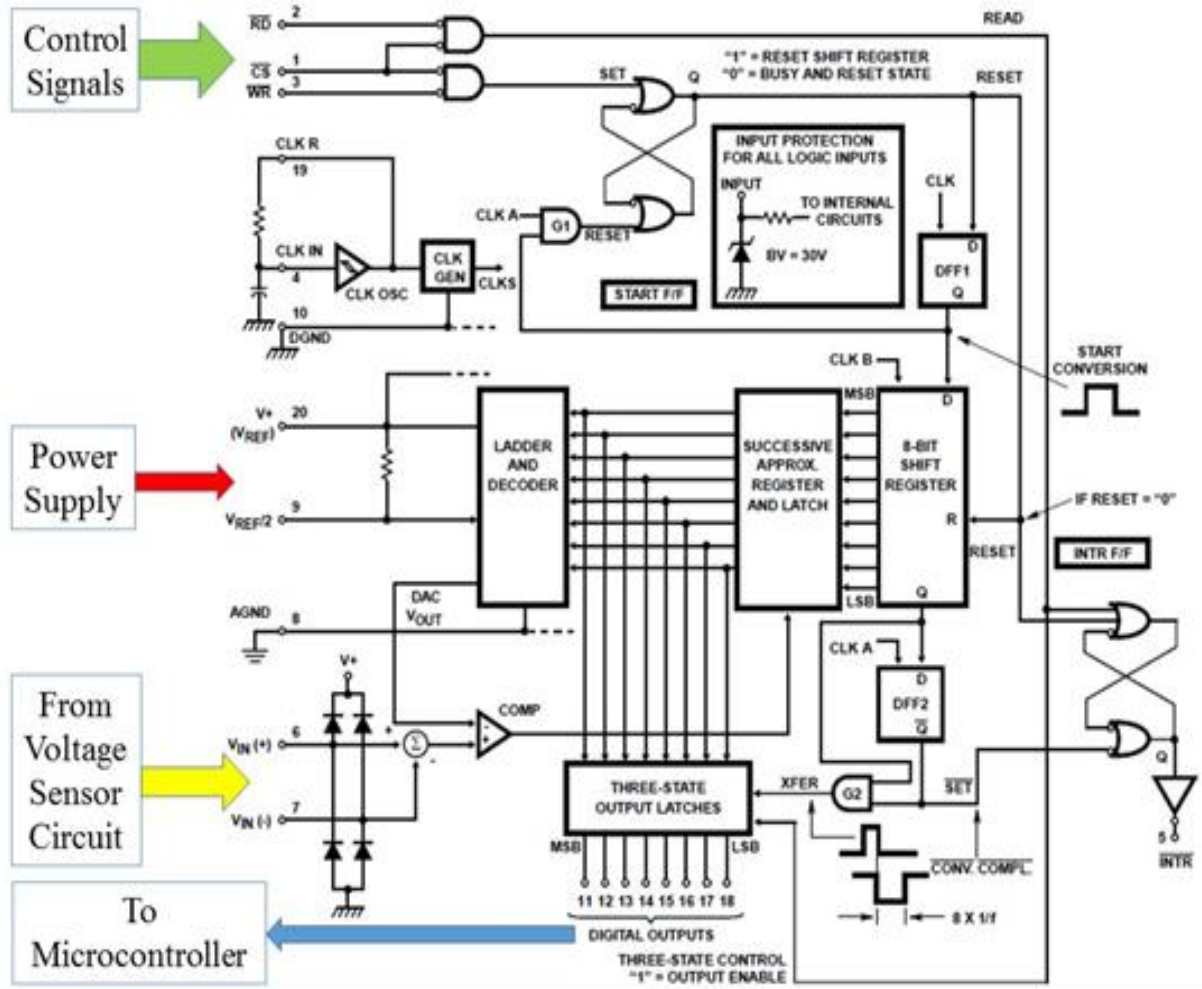 Control
Signals
RD
2
CS
1
WR
3
READ
"1" = RESET SHIFT REGISTER
"0" = BUSY AND RESET STATE
SET
Q
RESET
CLK R
19
CLK IN
4
CLK OSC
CLK
GEN
CLKS
10
DGND
CLK A
G1
RESET
START F/F
INPUT PROTECTION
FOR ALL LOGIC INPUTS
INPUT
TO INTERNAL
CIRCUITS
BV = 30V
CLK
D
DFF1
Q
START
CONVERSION
Power
Supply
V+
(VREF)
20
VREF/2
9
AGND
8
LADDER
AND
DECODER
DAC
VOUT
SUCCESSIVE
APPROX.
REGISTER
AND LATCH
MSB
LSB
CLK B
D
8-BIT
SHIFT
REGISTER
R
Q
RESET
IF RESET = "0"
INTR F/F
From
Voltage
Sensor
Circuit
V+
VIN (+)
6
VIN (-)
7
+
Σ
-
-
+
COMP
CLK A
D
DFF2
Q
THREE-STATE
OUTPUT LATCHES
XFER
G2
SET
CONV. COMPL.
8 X 1/f
Q
5
INTR
MSB
LSB
11 12 13 14 15 16 17 18
DIGITAL OUTPUTS
THREE-STATE CONTROL
"1" = OUTPUT ENABLE
To
Microcontroller